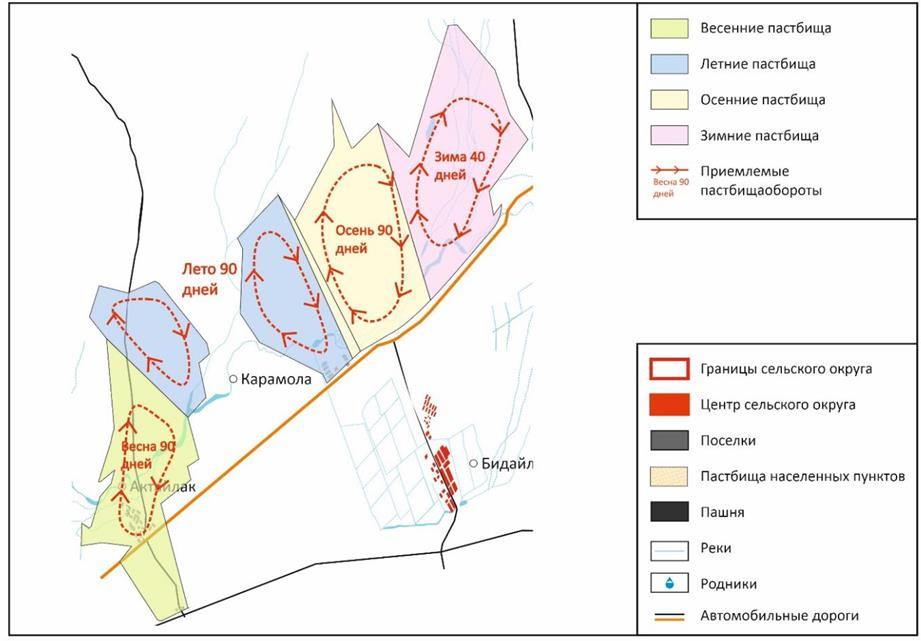 Весенние пастбища
Летние пастбища
Осенние пастбища
Зимние пастбища
Весна 90
дней
Приемлемые
пастбищаобороты
Зима 40
дней
Осень 90
дней
Лето 90
дней
Карамола
Весна 90
дней
Актайлак
Бидайл
Границы сельского округа
Центр сельского округа
Поселки
Пастбища населенных пунктов
Пашня
Реки
Родники
Автомобильные дороги